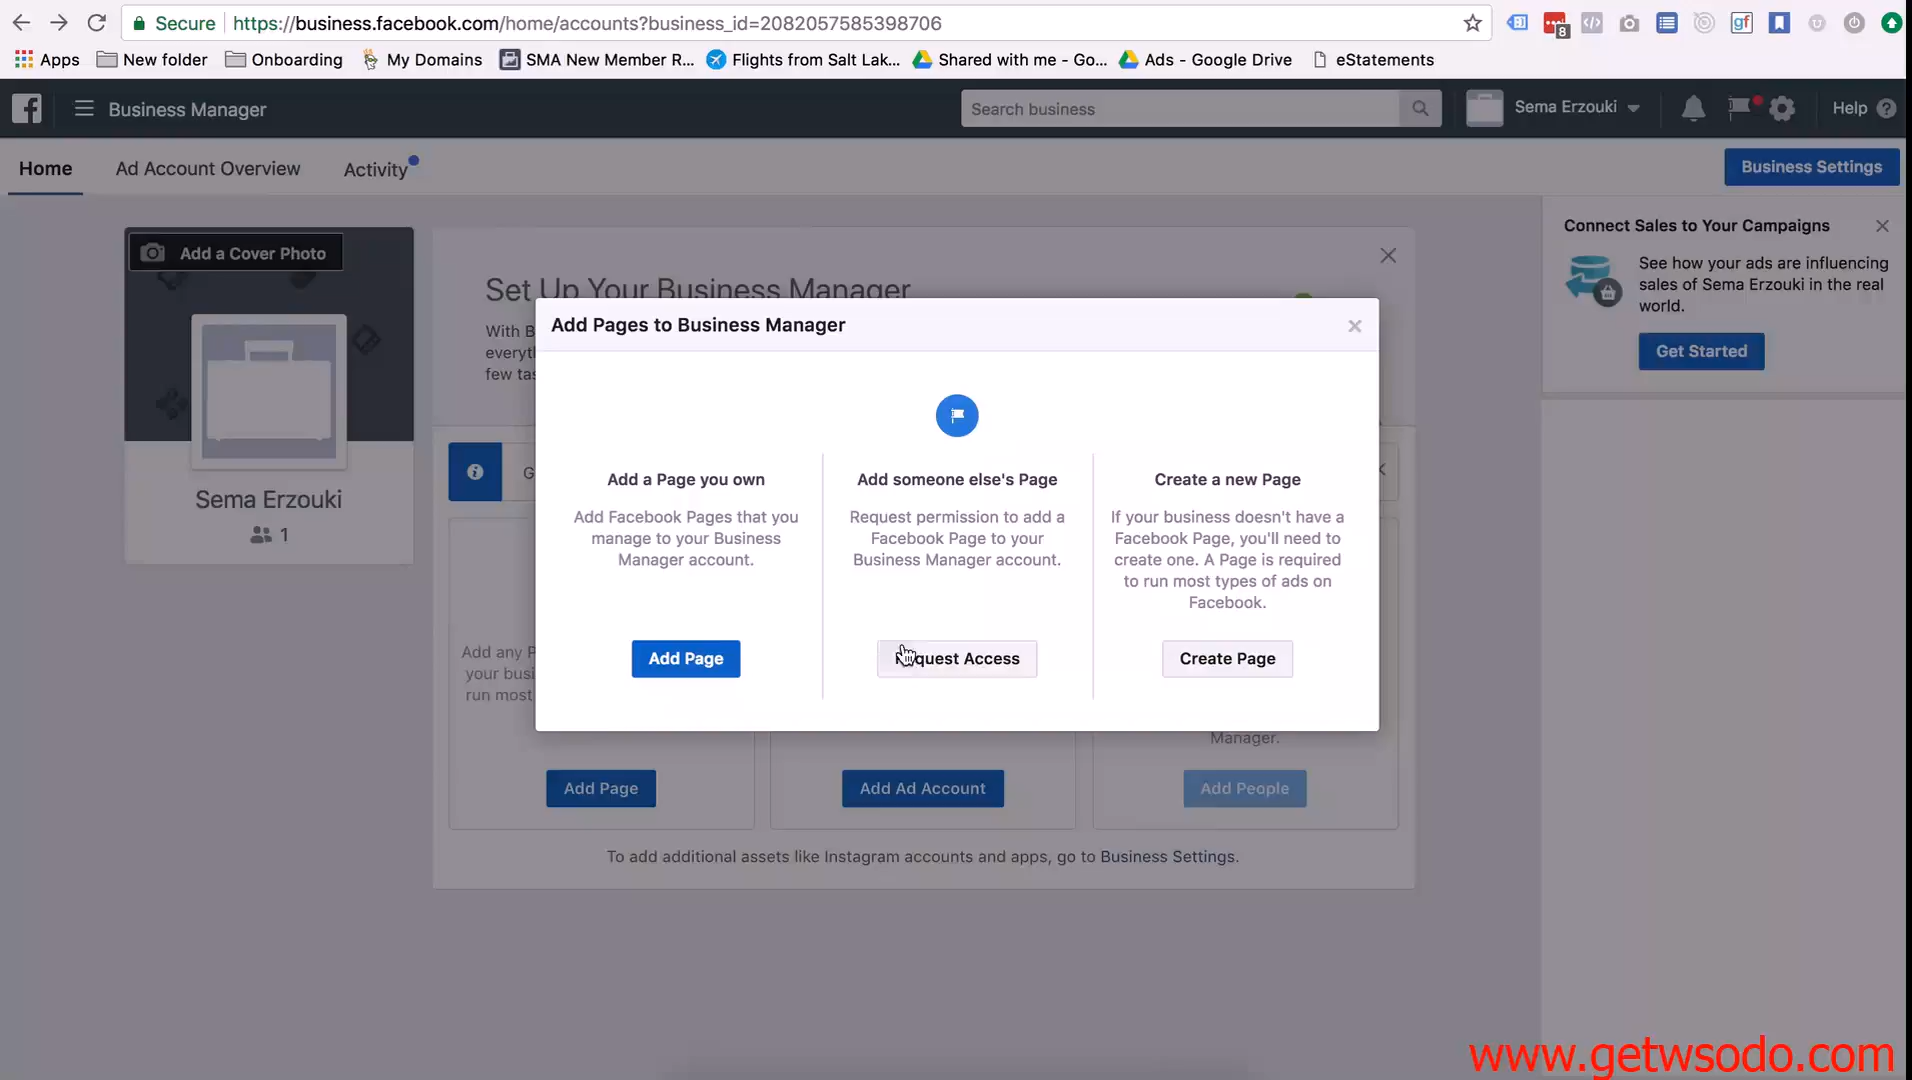 Secure https://business.facebook.com/home/accounts?business_id=2082057585398706
8
gf
Apps New folder Onboarding My Domains SMA New Member R... Flights from Salt Lak... Shared with me - Go... Ads - Google Drive eStatements
Business Manager Search business Sema Erzouki Help
Home Ad Account Overview Activity Business Settings
Add a Cover Photo
Sema Erzouki
1
Set Up Your Business Manager
With B
everyt
few tas
G
Connect Sales to Your Campaigns
See how your ads are influencing
sales of Sema Erzouki in the real
world.
Get Started
Add Pages to Business Manager
Add a Page you own
Add Facebook Pages that you
manage to your Business
Manager account.
Add Page
Add someone else's Page
Request permission to add a
Facebook Page to your
Business Manager account.
quest Access
Create a new Page
If your business doesn't have a
Facebook Page, you'll need to
create one. A Page is required
to run most types of ads on
Facebook.
Create Page
Add any P
your busi
run most
Manager.
Add Page Add Ad Account Add People
To add additional assets like Instagram accounts and apps, go to Business Settings.
www.getwsodo.com